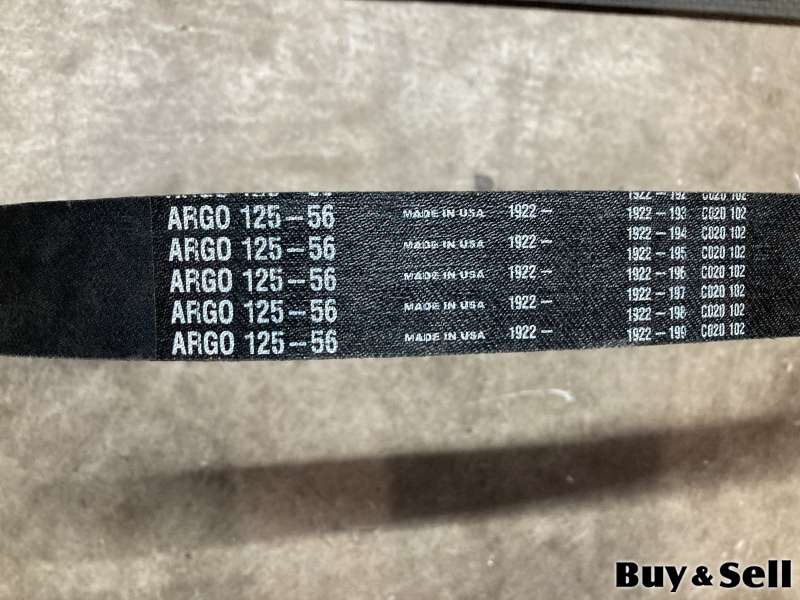 ARGO 125-56 MADE IN USA 1922- 1922-193 C020 102
ARGO 125-56 MADE IN USA 1922- 1922-194 C020 102
1922-195 C020 102
ARGO 125-56 MADE IN USA 1922- 1922-196 C020 102
ARGO 125-56 MADE IN USA 1922- 1922-197 C020 102
1922-198 C020 102
ARGO 125-56 MADE IN USA 1922- 1922-199 C020 102
Buy & Sell